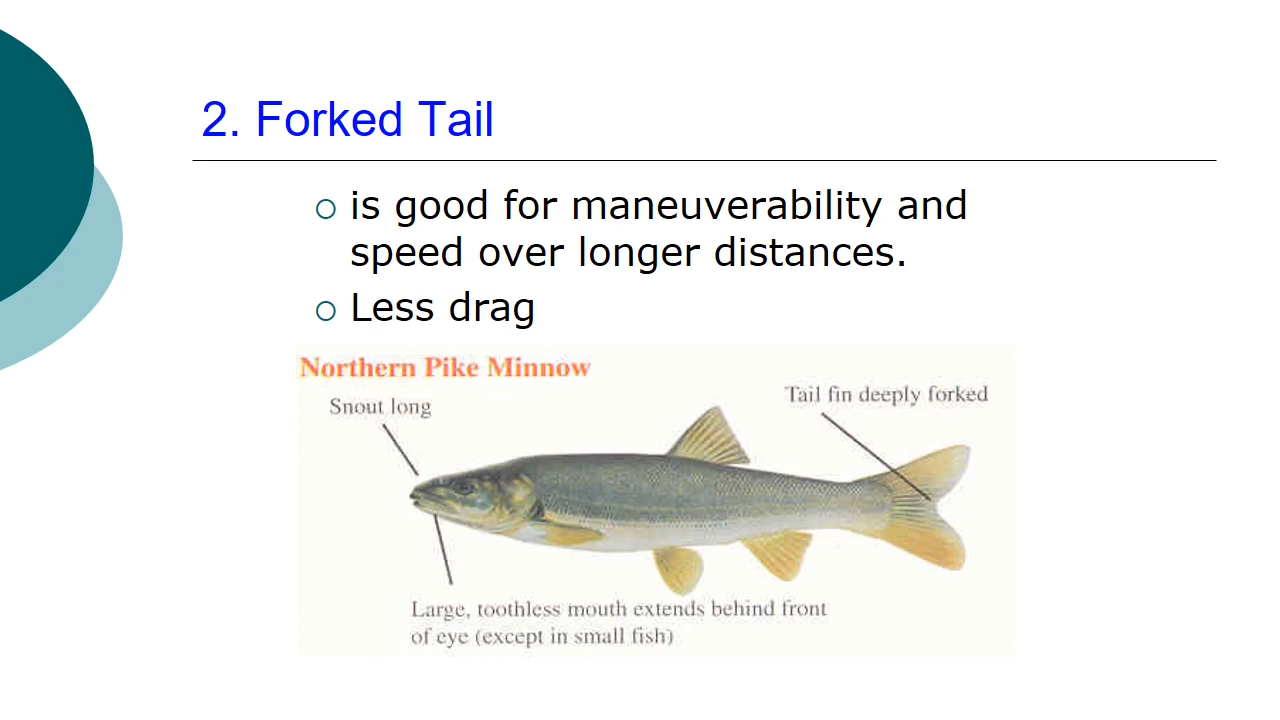 2. Forked Tail
is good for maneuverability and
speed over longer distances.
Less drag
Northern Pike Minnow
Snout long
Tail fin deeply forked
Large, toothless mouth extends behind front
of eye (except in small fish)